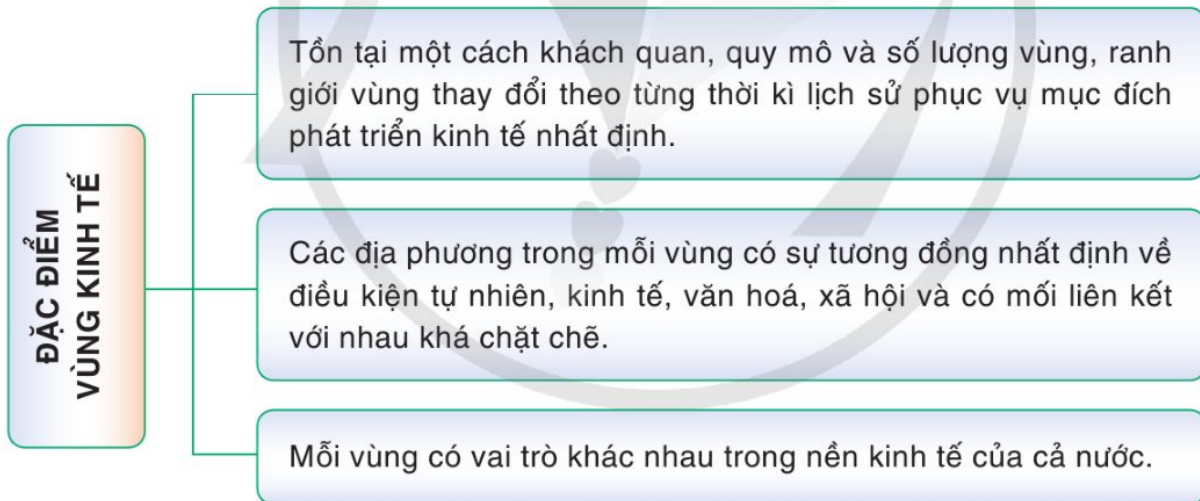 ĐẶC ĐIỂM
VÙNG KINH TẾ
Tồn tại một cách khách quan, quy mô và số lượng vùng, ranh
giới vùng thay đổi theo từng thời kì lịch sử phục vụ mục đích
phát triển kinh tế nhất định.
Các địa phương trong mỗi vùng có sự tương đồng nhất định về
điều kiện tự nhiên, kinh tế, văn hoá, xã hội và có mối liên kết
với nhau khá chặt chẽ.
Mỗi vùng có vai trò khác nhau trong nền kinh tế của cả nước.